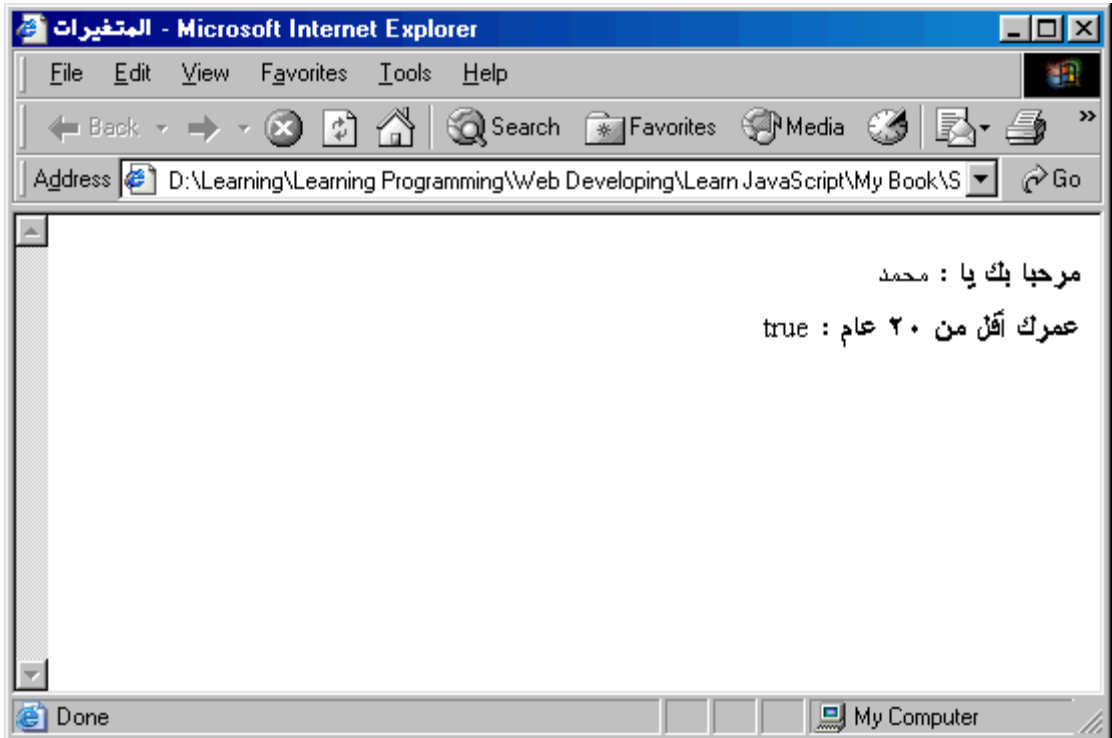 المتغيرات - Microsoft Internet Explorer
File Edit View Favorites Tools Help
Back Search Favorites Media »
Address D:\Learning\Learning Programming\Web Developing\Learn JavaScript\My Book\S Go
مرحبا بك يا : محمد
عمرك أقل من ٢٠ عام : true
Done My Computer